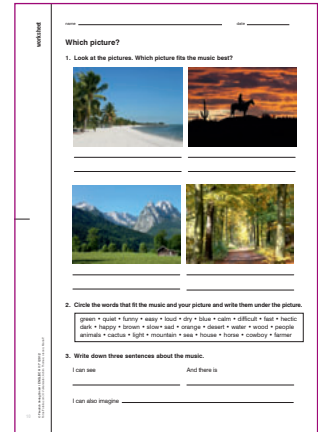 worksheet
name
date
Which picture?
1. Look at the pictures. Which picture fits the music best?
2. Circle the words that fit the music and your picture and write them under the picture.
green • quiet • funny • easy • loud • dry • blue • calm • difficult • fast • hectic
dark • happy • brown • slow • sad • orange • desert • water • wood • people
animals • cactus • light • mountain • sea • house • horse • cowboy • farmer
3. Write down three sentences about the music.
I can see
And there is
I can also imagine